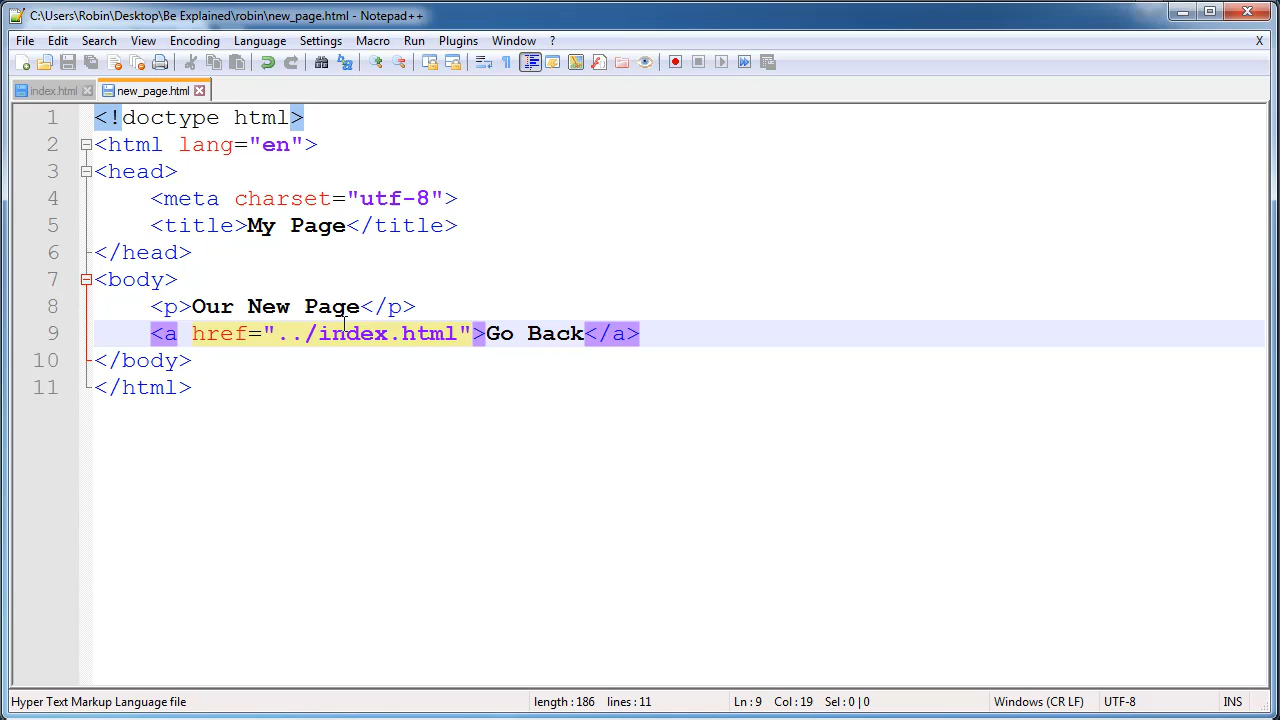 C:\Users\Robin\Desktop\Be Explained\robin\new_page.html - Notepad++
File Edit Search View Encoding Language Settings Macro Run Plugins Window ? X
index.html new_page.html
1 <!doctype html>
2 <html lang="en">
3 <head>
4 <meta charset="utf-8">
5 <title>My Page</title>
6 </head>
7 <body>
8 <p>Our New Page</p>
9 <a href="../index.html">Go Back</a>
10 </body>
11 </html>
Hyper Text Markup Language file length : 186 lines : 11 Ln : 9 Col : 19 Sel : 0 | 0 Windows (CR LF) UTF-8 INS